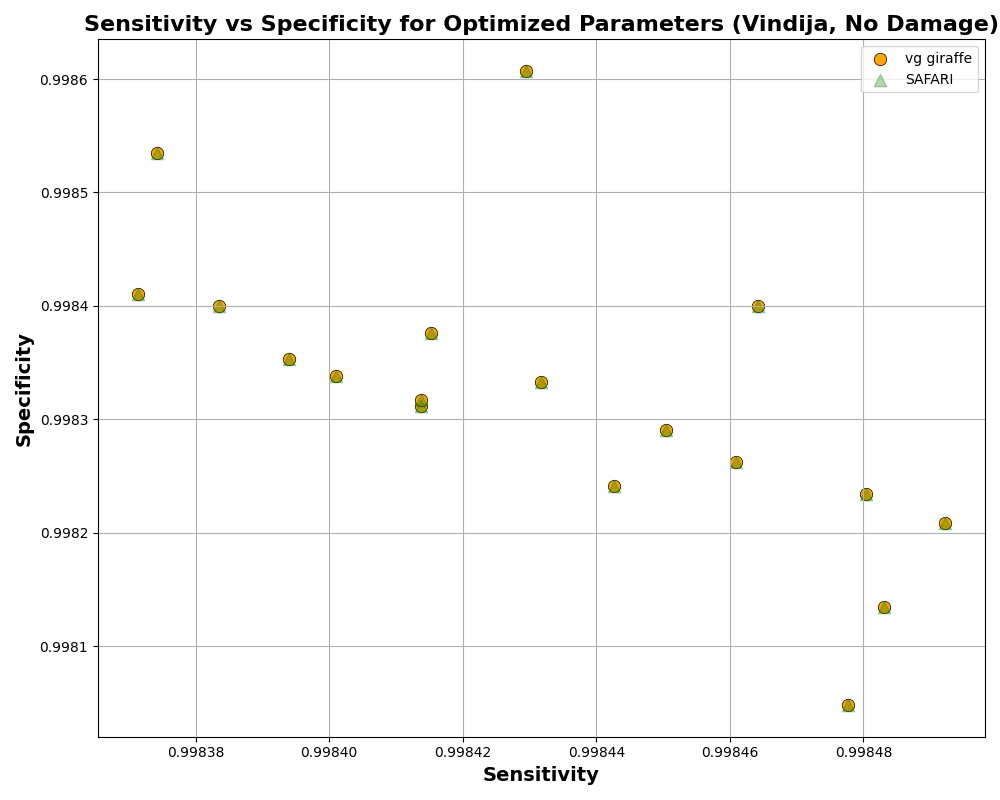 Sensitivity vs Specificity for Optimized Parameters (Vindija, No Damage)
vg giraffe
SAFARI
Specificity
0.9986
0.9985
0.9984
0.9983
0.9982
0.9981
0.99838
0.99840
0.99842
0.99844
0.99846
0.99848
Sensitivity